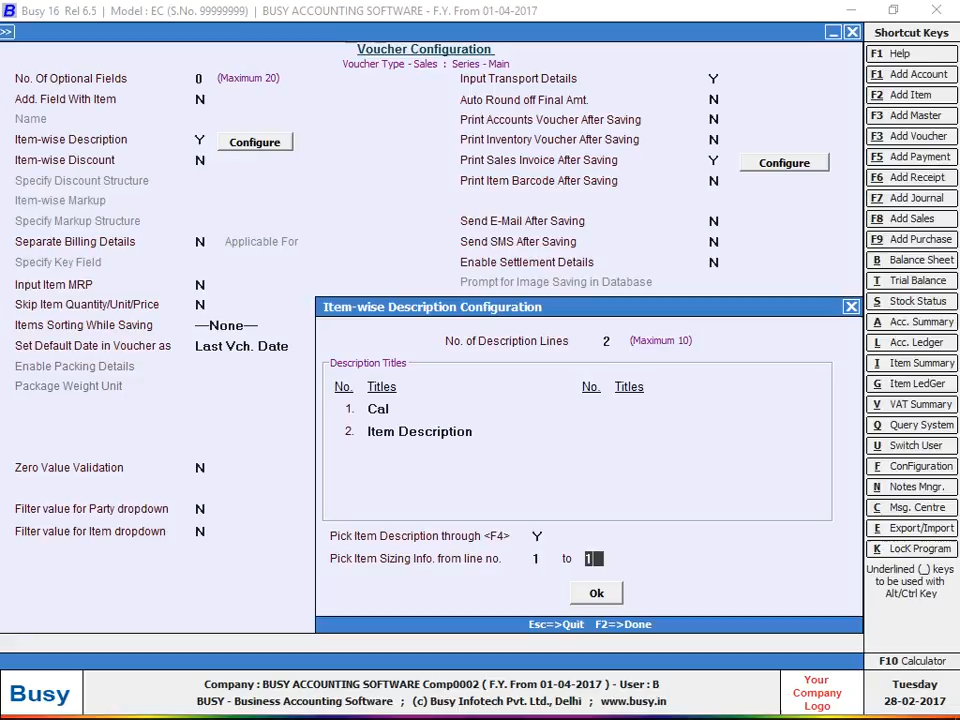 Busy 16 Rel 6.5 | Model : EC (S.No. 99999999) | BUSY ACCOUNTING SOFTWARE - F.Y. From 01-04-2017
>>
Voucher Configuration
Voucher Type - Sales : Series - Main
No. Of Optional Fields 0 (Maximum 20)
Add. Field With Item N
Name
Item-wise Description Y Configure
Item-wise Discount N
Specify Discount Structure
Item-wise Markup
Specify Markup Structure
Separate Billing Details N Applicable For
Specify Key Field
Input Item MRP N
Skip Item Quantity/Unit/Price N
Items Sorting While Saving —None—
Set Default Date in Voucher as Last Vch. Date
Enable Packing Details
Package Weight Unit
Zero Value Validation N
Filter value for Party dropdown N
Filter value for Item dropdown N
Input Transport Details Y
Auto Round off Final Amt. N
Print Accounts Voucher After Saving N
Print Inventory Voucher After Saving N
Print Sales Invoice After Saving Y Configure
Print Item Barcode After Saving N
Send E-Mail After Saving N
Send SMS After Saving N
Enable Settlement Details N
Prompt for Image Saving in Database
Item-wise Description Configuration
No. of Description Lines 2 (Maximum 10)
Description Titles
No. Titles No. Titles
1. Cal
2. Item Description
Pick Item Description through <F4> Y
Pick Item Sizing Info. from line no. 1 to 1
Ok
Esc=>Quit F2=>Done
Shortcut Keys
F1 Help
F1 Add Account
F2 Add Item
F3 Add Master
F3 Add Voucher
F5 Add Payment
F6 Add Receipt
F7 Add Journal
F8 Add Sales
F9 Add Purchase
B Balance Sheet
T Trial Balance
S Stock Status
A Acc. Summary
L Acc. Ledger
I Item Summary
G Item LedGer
V VAT Summary
Q Query System
U Switch User
F ConFiguration
N Notes Mngr.
C Msg. Centre
E Export/Import
K LocK Program
Underlined (_) keys
to be used with
Alt/Ctrl Key
F10 Calculator
Busy
Company : BUSY ACCOUNTING SOFTWARE Comp0002 ( F.Y. From 01-04-2017 ) - User : B
BUSY - Business Accounting Software ; (c) Busy Infotech Pvt. Ltd., Delhi ; www.busy.in
Your
Company
Logo
Tuesday
28-02-2017